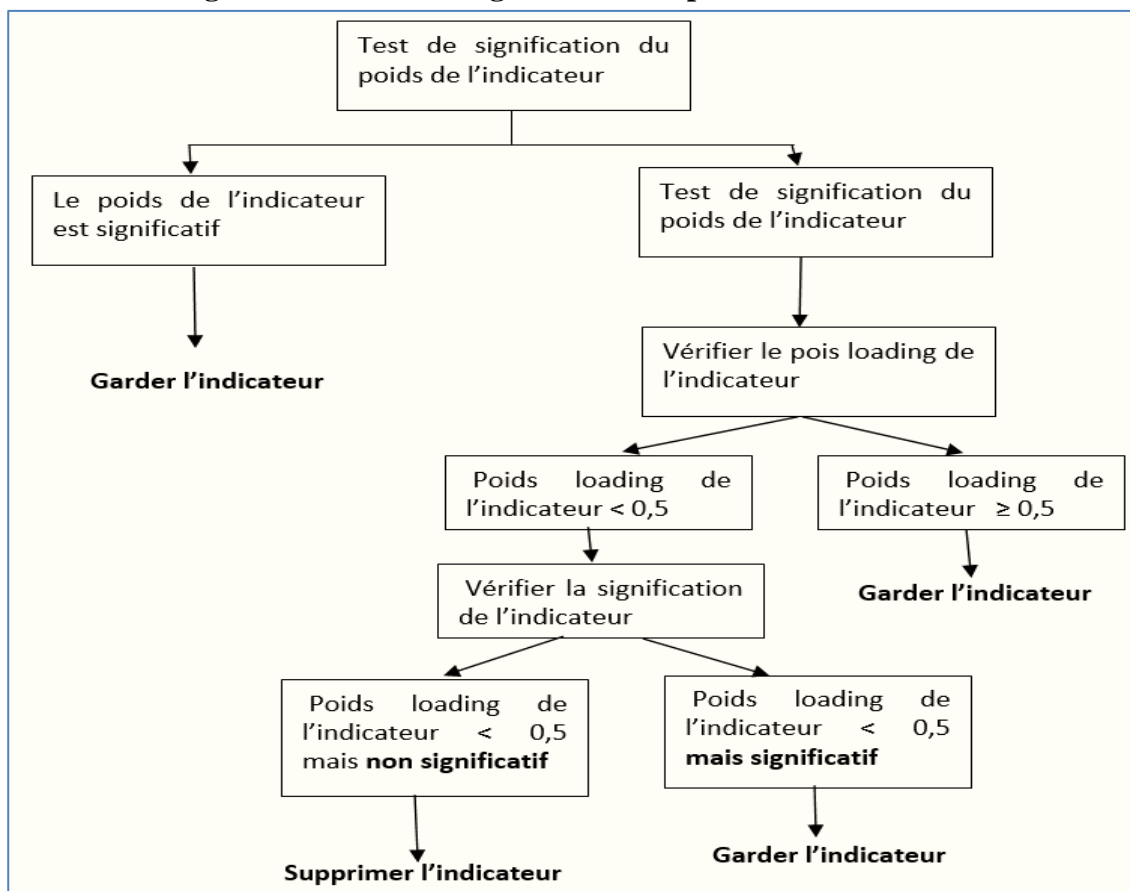 Test de signification du
poids de l'indicateur
Le poids de l'indicateur
est significatif
Test de signification du
poids de l'indicateur
Garder l'indicateur
Vérifier le pois loading de
l'indicateur
Poids loading de
l'indicateur < 0,5
Poids loading de
l'indicateur ≥ 0,5
Vérifier la signification
de l'indicateur
Garder l'indicateur
Poids loading de
l'indicateur < 0,5
mais non significatif
Poids loading de
l'indicateur < 0,5
mais significatif
Supprimer l'indicateur
Garder l'indicateur